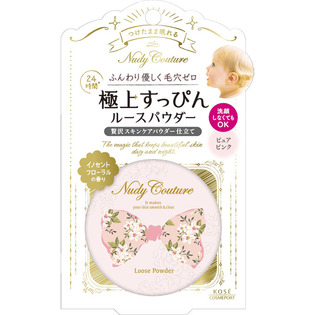 つけたまま眠れる
Nudy Couture
24
時間
ふんわり優しく毛穴ゼロ
極上すっぴん
ルースパウダー
贅沢スキンケアパウダー仕立て
The magic that keeps beautiful skin
day and night.
洗顔
しなくても
OK
ピュア
ピンク
イノセント
フローラル
の香り
Nudy Couture
It makes
your skin smooth & clear
Loose Powder
KOSÉ
COSMEPORT